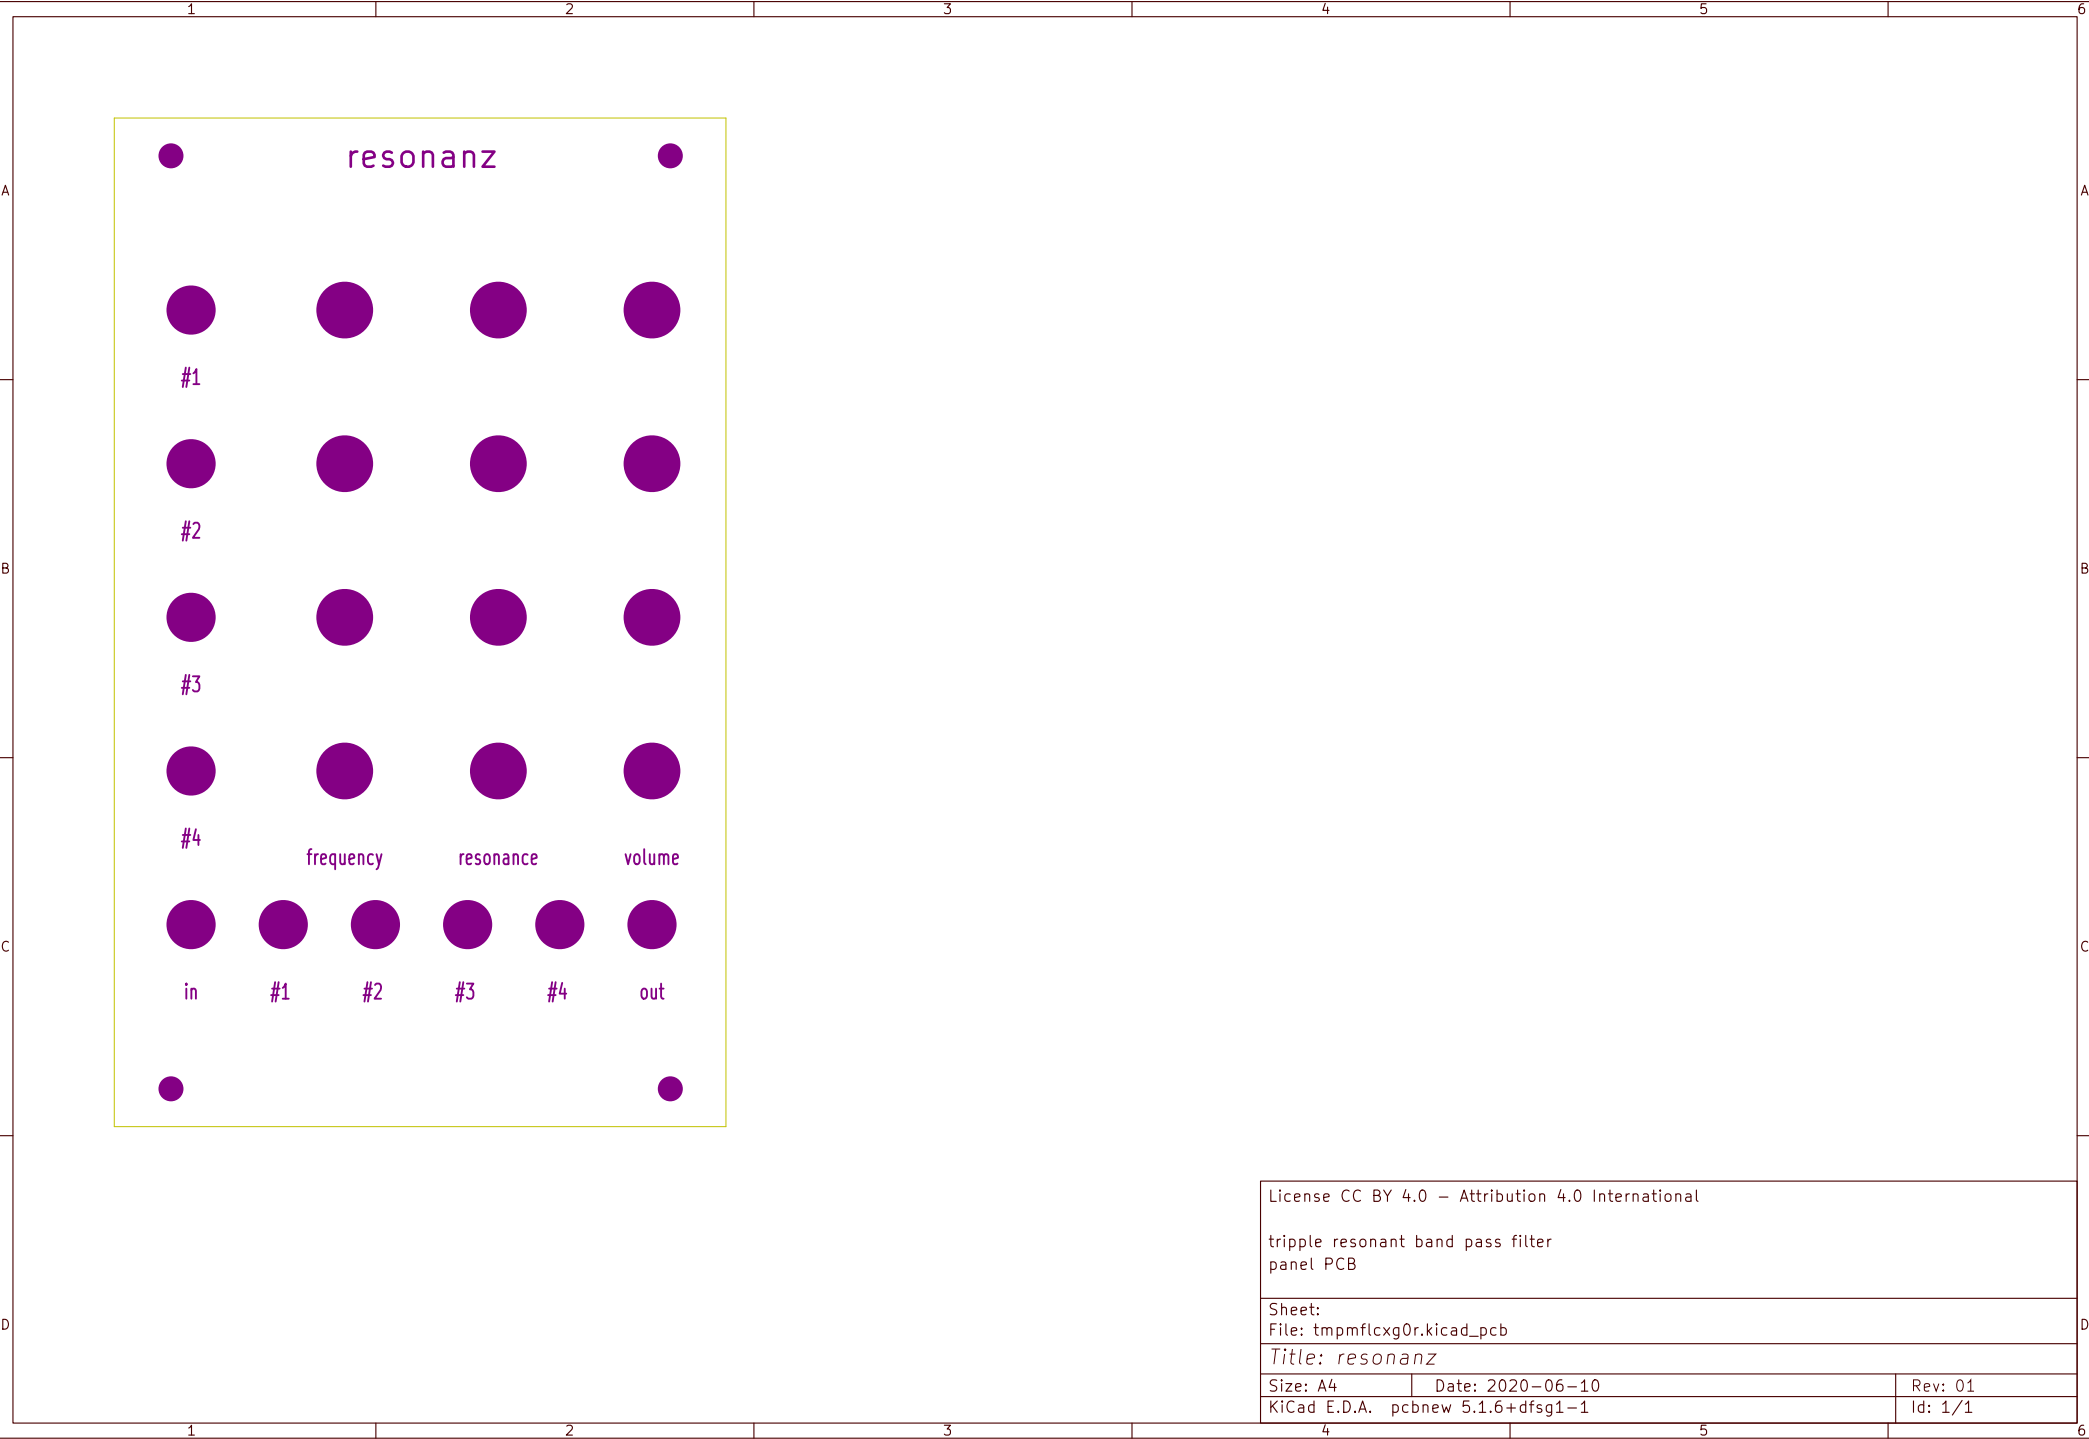 1 2 3 4 5 6
A A
B B
C C
D D
resonanz
#1
#2
#3
#4
frequency resonance volume
in #1 #2 #3 #4 out
License CC BY 4.0 - Attribution 4.0 International
tripple resonant band pass filter
panel PCB
Sheet:
File: tmpmflcxg0r.kicad_pcb
Title: resonanz
Size: A4 Date: 2020-06-10 Rev: 01
KiCad E.D.A. pcbnew 5.1.6+dfsg1-1 Id: 1/1
1 2 3 4 5 6